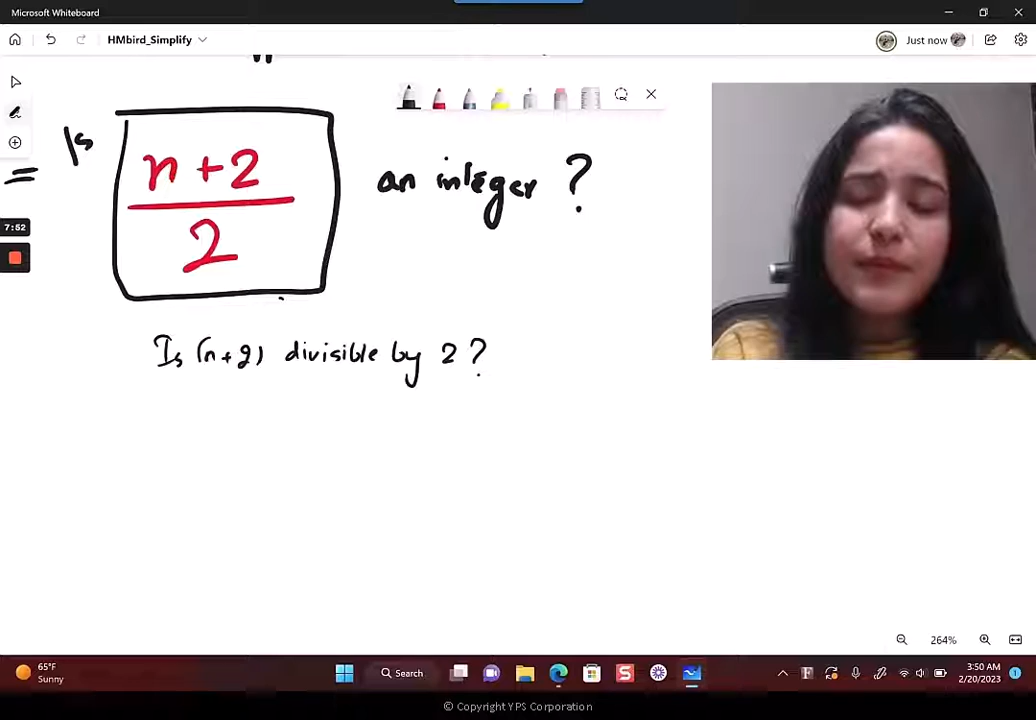 Microsoft Whiteboard
HMbird_Simplify
Just now
= Is n+2 / 2 an integer ?
7:52
Is (n+2) divisible by 2 ?
264%
65°F
Sunny
Search
3:50 AM
2/20/2023
1
© Copyright YPS Corporation